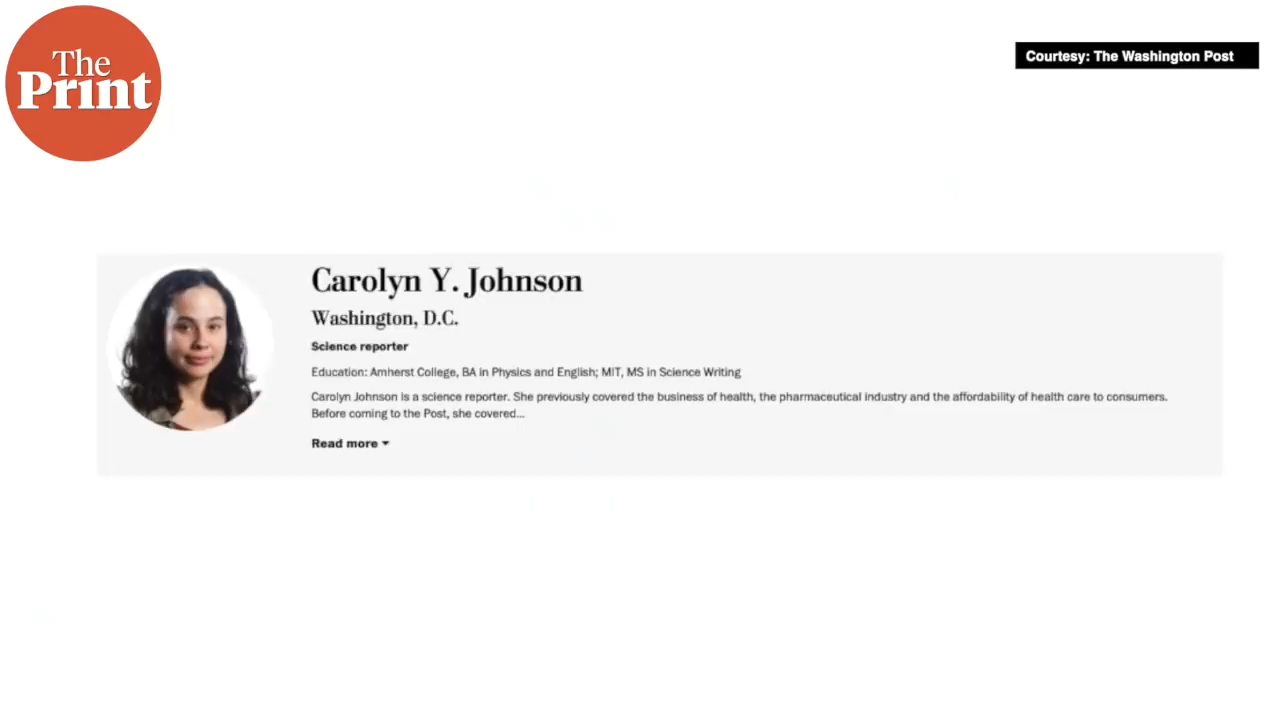 The
Print
Courtesy: The Washington Post
Carolyn Y. Johnson
Washington, D.C.
Science reporter
Education: Amherst College, BA in Physics and English; MIT, MS in Science Writing
Carolyn Johnson is a science reporter. She previously covered the business of health, the pharmaceutical industry and the affordability of health care to consumers.
Before coming to the Post, she covered...
Read more